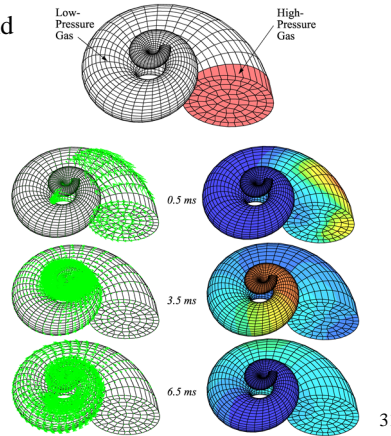 d
Low-
Pressure
Gas
High-
Pressure
Gas
0.5 ms
3.5 ms
6.5 ms
3